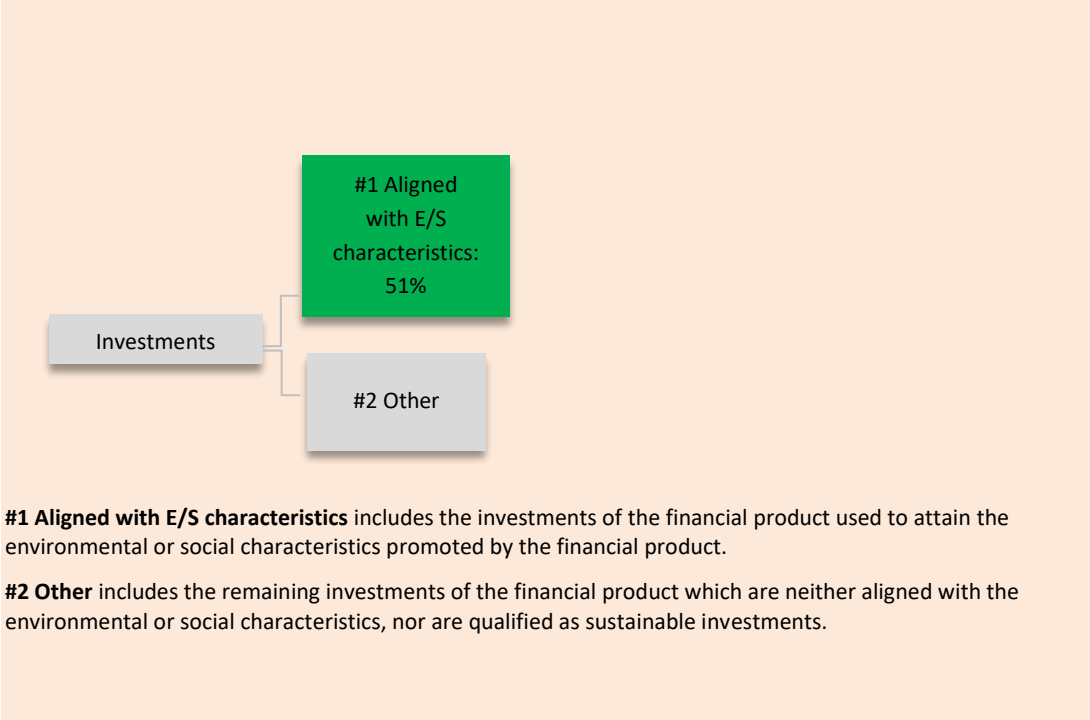 #1 Aligned
with E/S
characteristics:
51%
Investments
#2 Other
#1 Aligned with E/S characteristics includes the investments of the financial product used to attain the
environmental or social characteristics promoted by the financial product.
#2 Other includes the remaining investments of the financial product which are neither aligned with the
environmental or social characteristics, nor are qualified as sustainable investments.